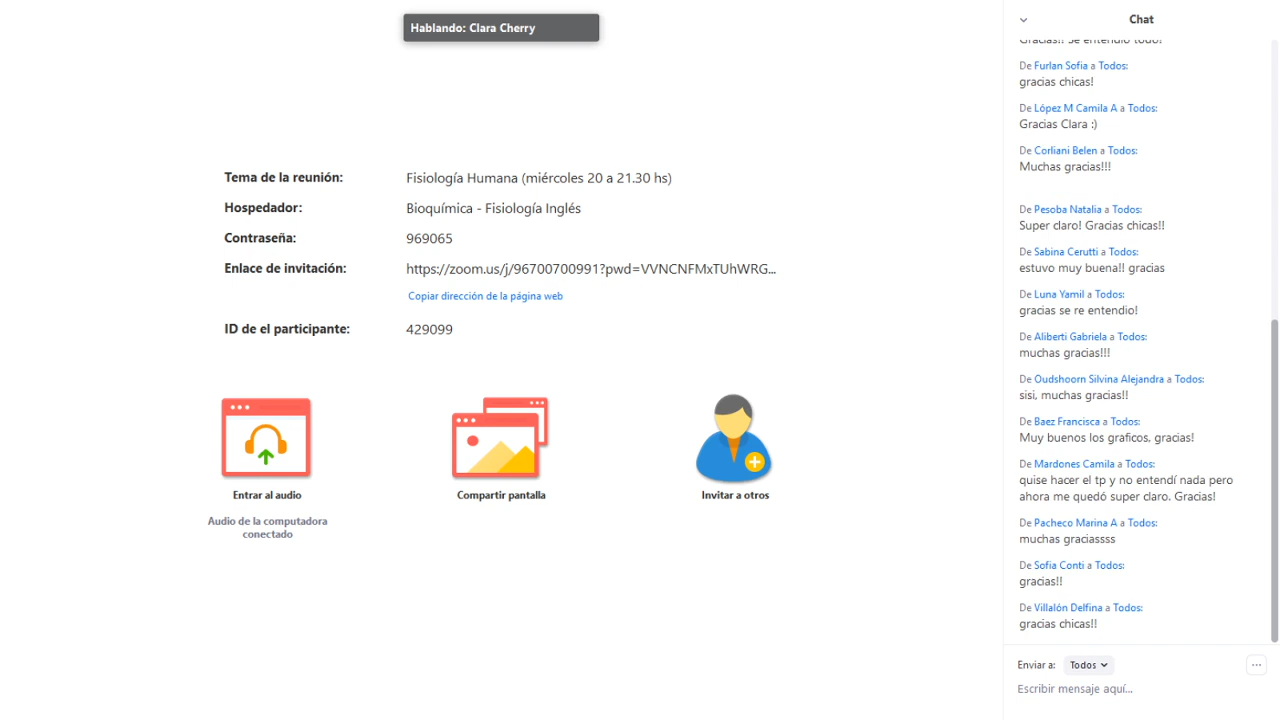 Hablando: Clara Cherry
Tema de la reunión: Fisiología Humana (miércoles 20 a 21.30 hs)
Hospedador: Bioquímica - Fisiología Inglés
Contraseña: 969065
Enlace de invitación: https://zoom.us/j/96700700991?pwd=VVNCNFMxTUhWRG...
Copiar dirección de la página web
ID de el participante: 429099
Entrar al audio
Audio de la computadora
conectado
Compartir pantalla
Invitar a otros
Chat
Gracias!! Se entendió todo!
De Furlan Sofia a Todos:
gracias chicas!
De López M Camila A a Todos:
Gracias Clara :)
De Corliani Belen a Todos:
Muchas gracias!!!
De Pesoba Natalia a Todos:
Super claro! Gracias chicas!!
De Sabina Cerutti a Todos:
estuvo muy buena!! gracias
De Luna Yamil a Todos:
gracias se re entendio!
De Aliberti Gabriela a Todos:
muchas gracias!!!
De Oudshoorn Silvina Alejandra a Todos:
sisi, muchas gracias!!
De Baez Francisca a Todos:
Muy buenos los graficos, gracias!
De Mardones Camila a Todos:
quise hacer el tp y no entendí nada pero
ahora me quedó super claro. Gracias!
De Pacheco Marina A a Todos:
muchas graciassss
De Sofia Conti a Todos:
gracias!!
De Villalón Delfina a Todos:
gracias chicas!!
Enviar a: Todos
Escribir mensaje aquí...